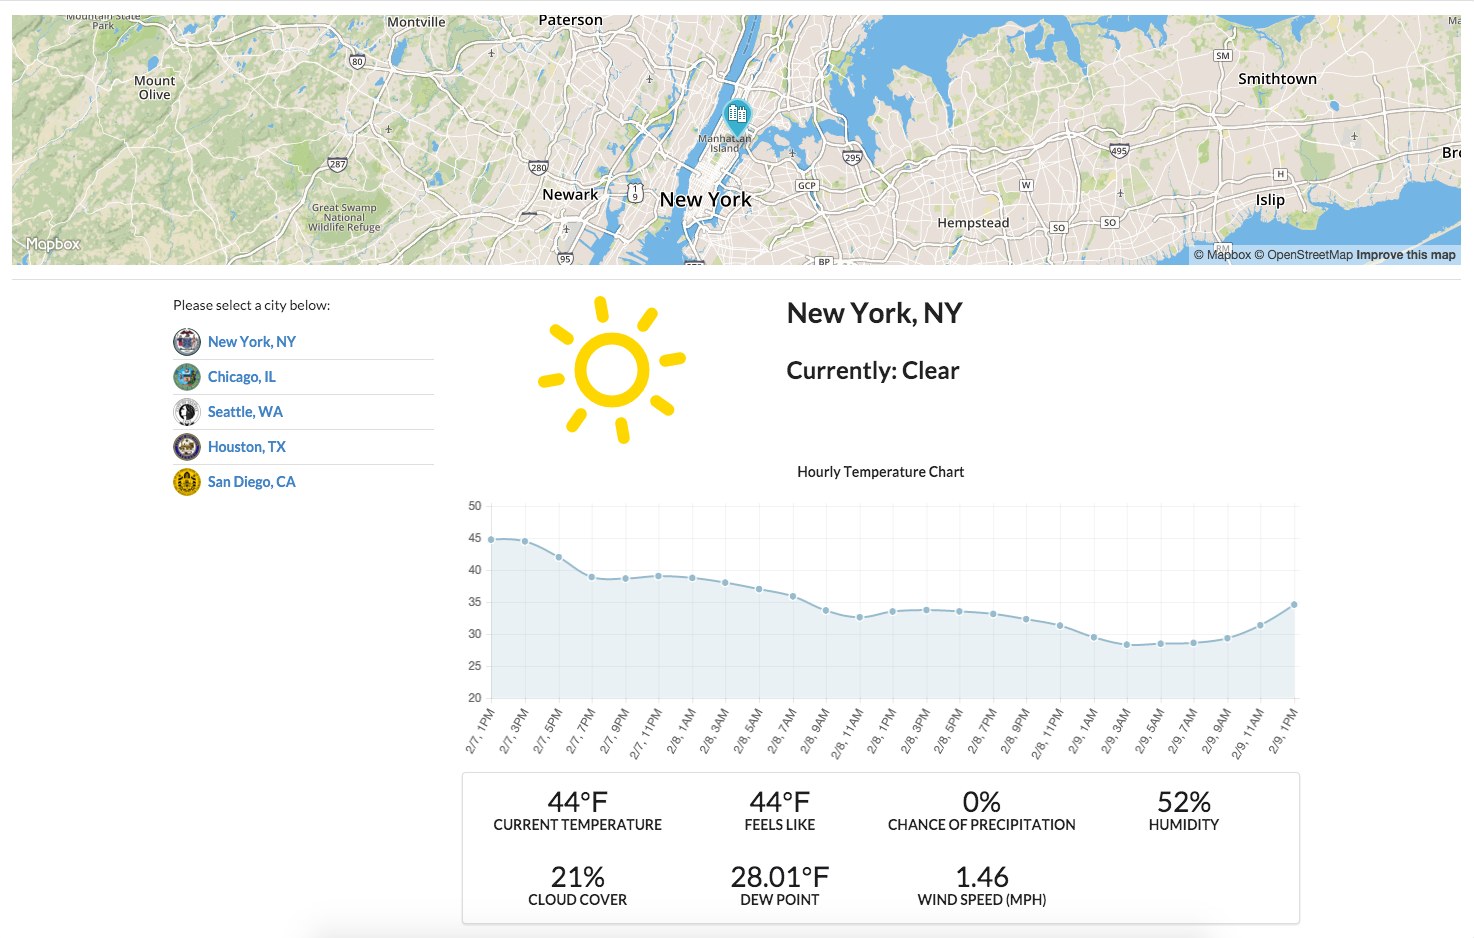 Mountain State
Park
Montville
Paterson
Mount
Olive
80
SM
Smithtown
Manhattan
Island
287
280
295
495
Newark
1
9
New York
GCP
W
H
Islip
Great Swamp
National
Wildlife Refuge
Hempstead
SO
SO
Mapbox
95
BP
RM
© Mapbox © OpenStreetMap Improve this map
Please select a city below:
New York, NY
Chicago, IL
Seattle, WA
Houston, TX
San Diego, CA
New York, NY
Currently: Clear
Hourly Temperature Chart
50
45
40
35
30
25
20
2/7, 1PM
2/7, 3PM
2/7, 5PM
2/7, 7PM
2/7, 9PM
2/7, 11PM
2/8, 1AM
2/8, 3AM
2/8, 5AM
2/8, 7AM
2/8, 9AM
2/8, 11AM
2/8, 1PM
2/8, 3PM
2/8, 5PM
2/8, 7PM
2/8, 9PM
2/8, 11PM
2/9, 1AM
2/9, 3AM
2/9, 5AM
2/9, 7AM
2/9, 9AM
2/9, 11AM
2/9, 1PM
44°F
CURRENT TEMPERATURE
44°F
FEELS LIKE
0%
CHANCE OF PRECIPITATION
52%
HUMIDITY
21%
CLOUD COVER
28.01°F
DEW POINT
1.46
WIND SPEED (MPH)